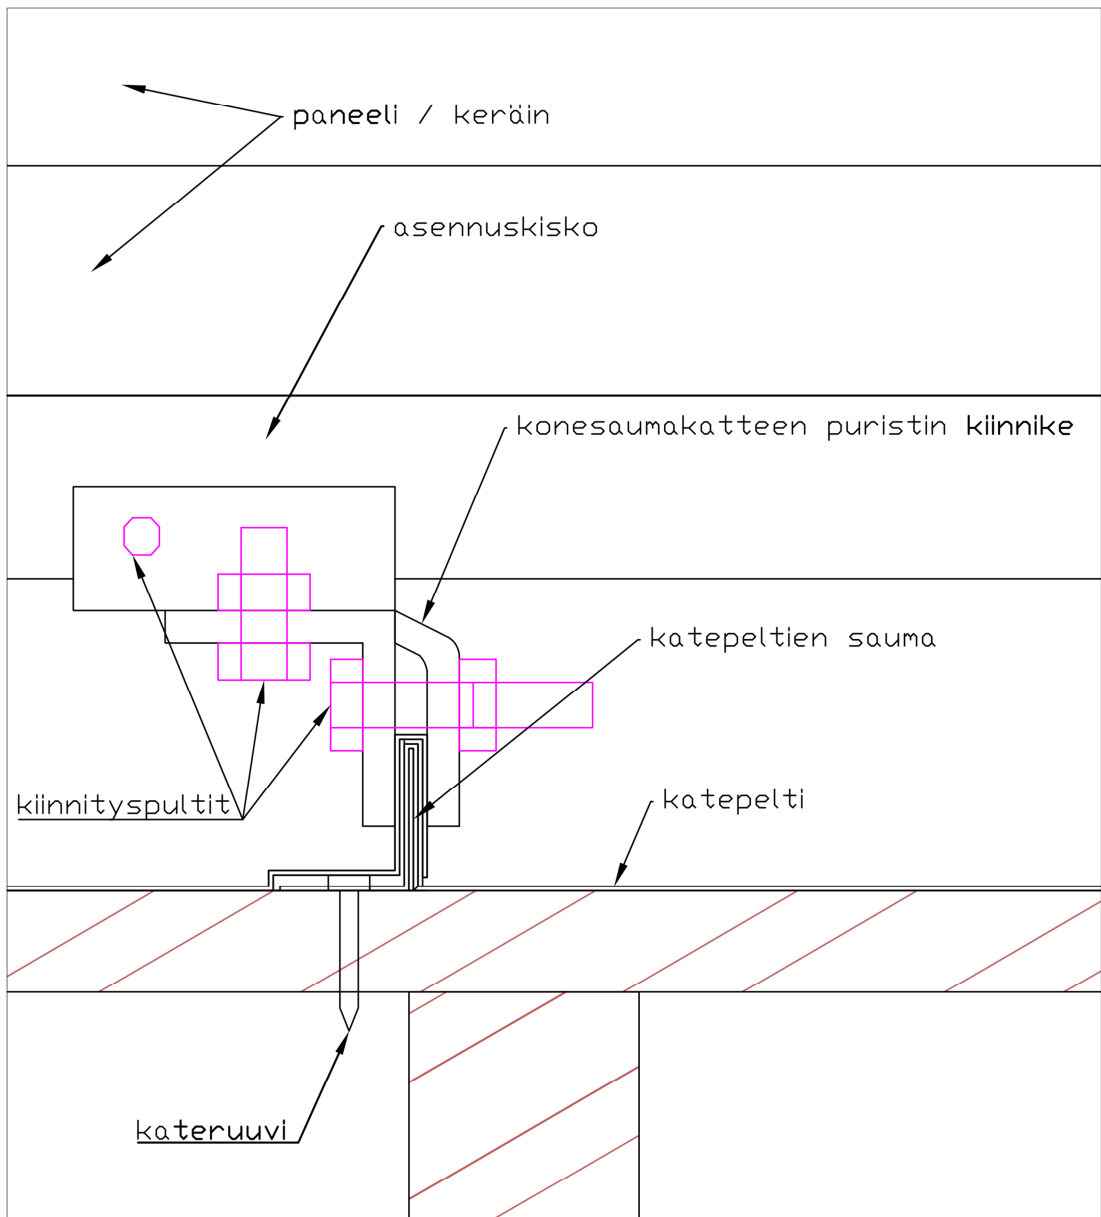 paneeli / keräin
asennuskisko
konesaumakatteen puristin kiinnike
katepeltien sauma
kiinnityspultit
katepelti
kateruuvi